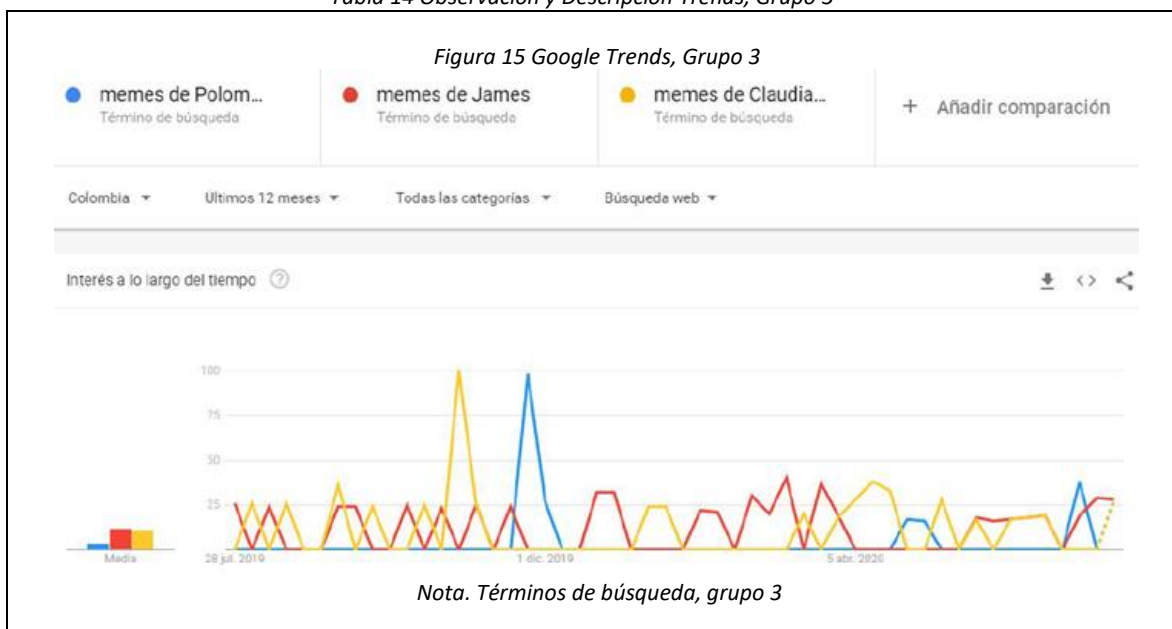 Tabla 14 Observación y Descripción Trends, Grupo 3
Figura 15 Google Trends, Grupo 3
memes de Polom... memes de James memes de Claudia... + Añadir comparación
Término de búsqueda Término de búsqueda Término de búsqueda
Colombia Últimos 12 meses Todas las categorías Búsqueda web
Interés a lo largo del tiempo ?
100
75
50
25
Media 28 jul. 2019 1 dic. 2019 5 abr. 2020
Nota. Términos de búsqueda, grupo 3